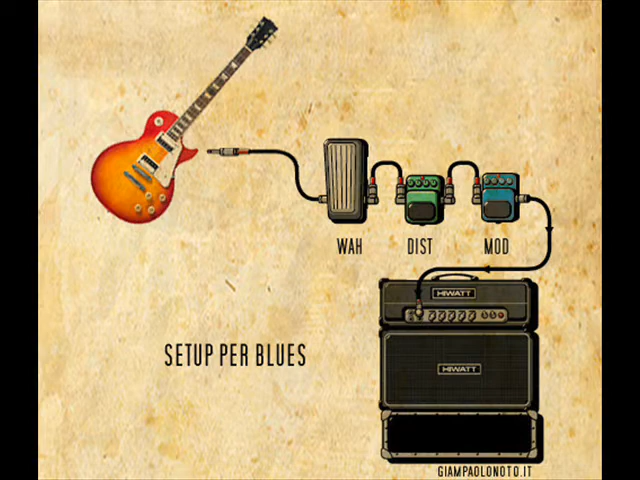 WAH DIST MOD
HIWATT
SETUP PER BLUES
HIWATT
GIAMPAOLONOTO.IT